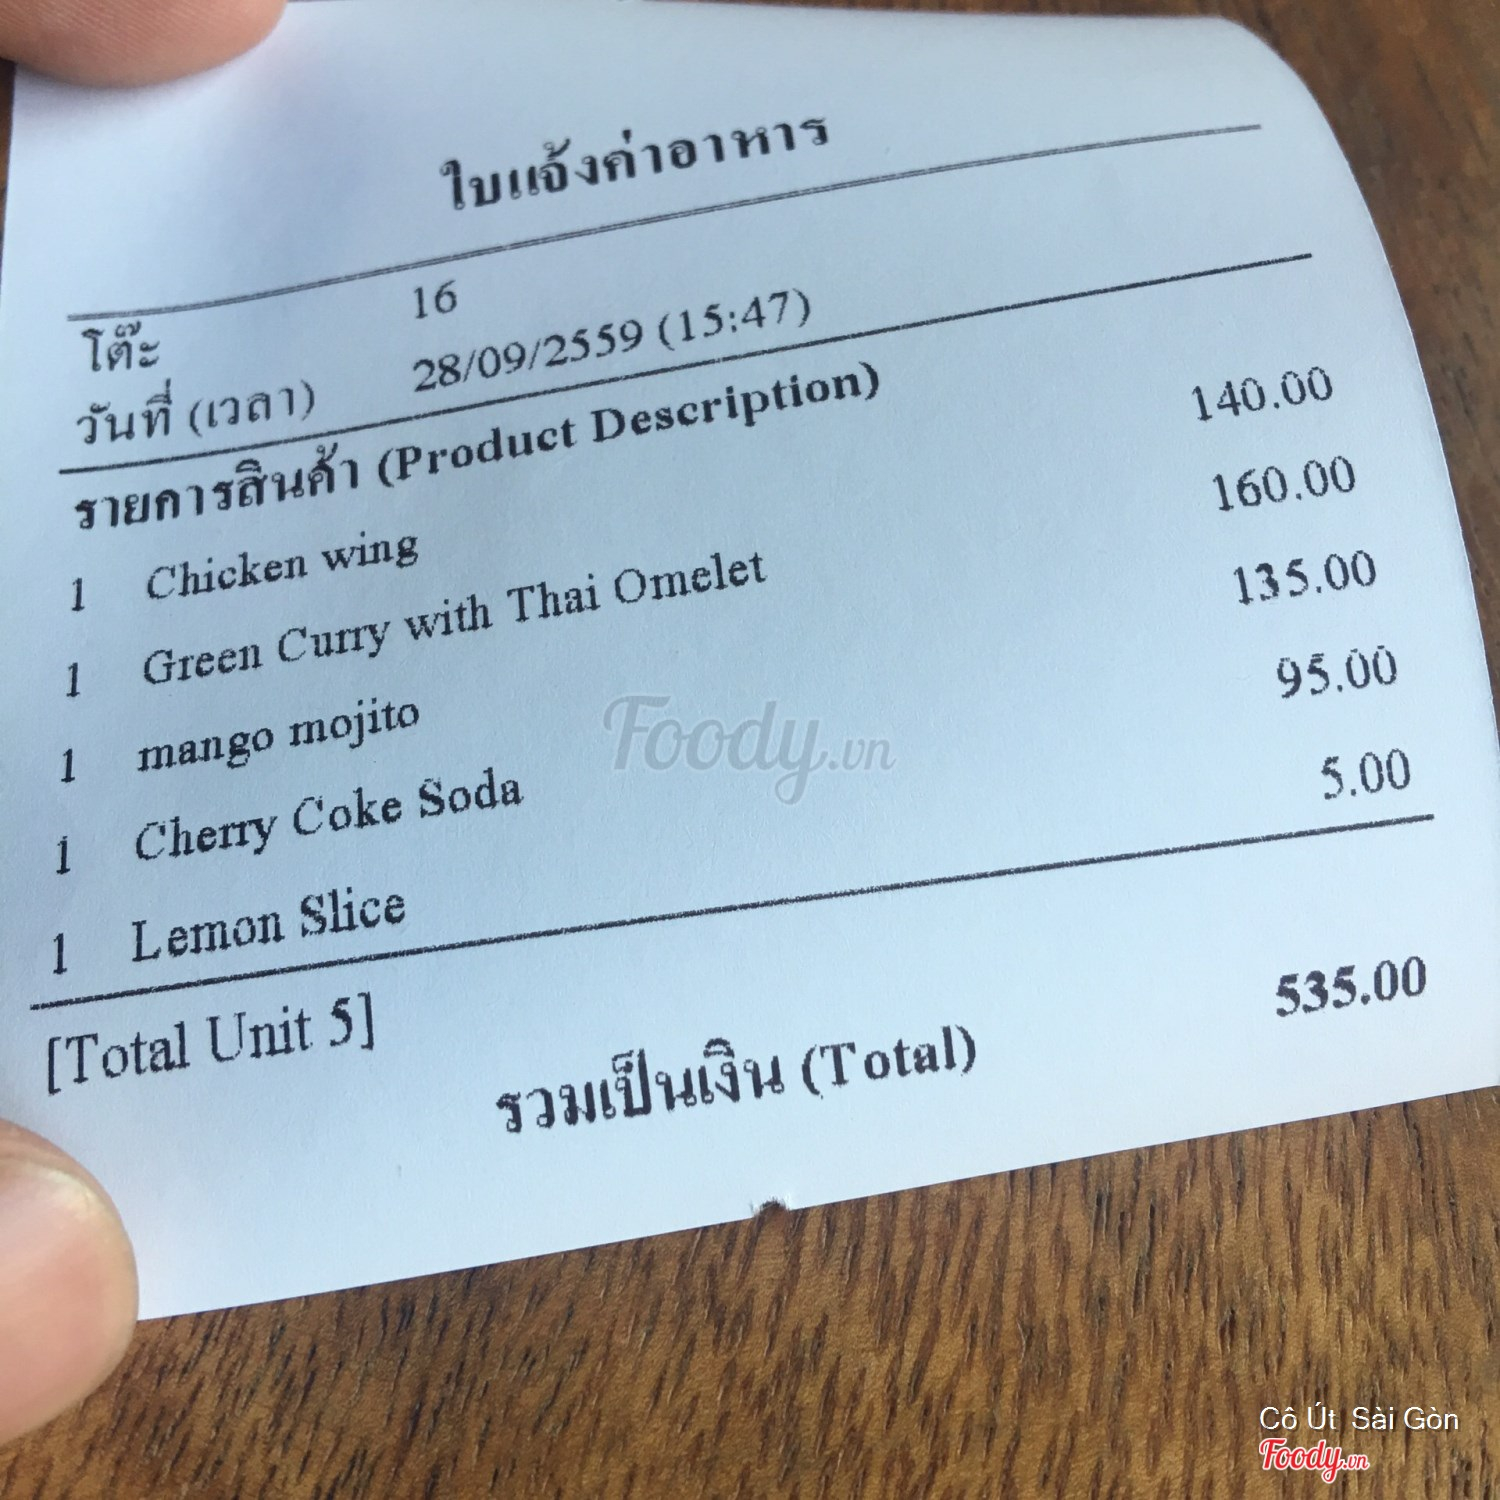 ใบแจ้งค่าอาหาร
โต๊ะ 16
วันที่ (เวลา) 28/09/2559 (15:47)
รายการสินค้า (Product Description)
1 Chicken wing 140.00
1 Green Curry with Thai Omelet 160.00
1 mango mojito 135.00
1 Cherry Coke Soda 95.00
1 Lemon Slice 5.00
[Total Unit 5]
รวมเป็นเงิน (Total) 535.00
Foody.vn
Cô Út Sài Gòn
Foody.vn